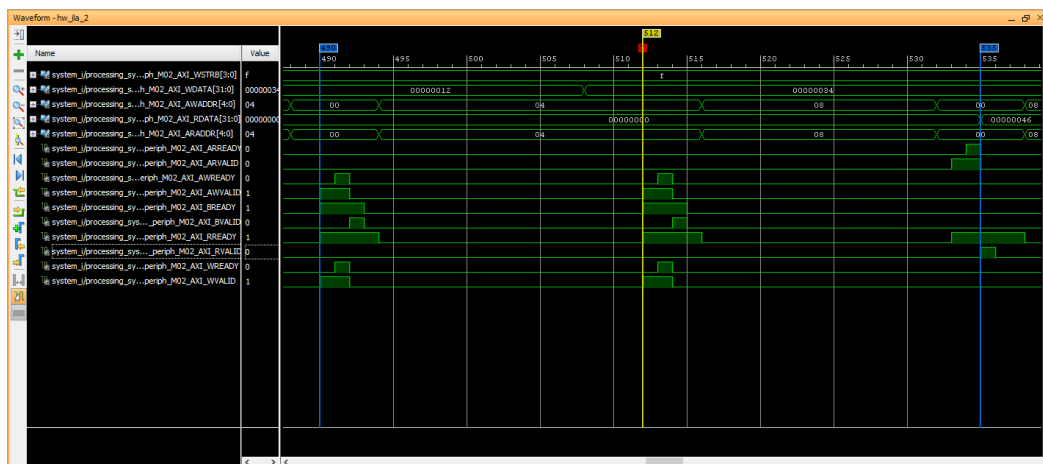 Waveform - hw_ila_2
512
Name Value 490 535
490 495 500 505 510 515 520 525 530 535
system_i/processing_sy...ph_M02_AXI_WSTRB[3:0] f f
system_i/processing_s...h_M02_AXI_WDATA[31:0] 00000034 00000012 00000034
system_i/processing_s...h_M02_AXI_AWADDR[4:0] 04 00 04 08 00 08
system_i/processing_sy...ph_M02_AXI_RDATA[31:0] 00000000 00000000 00000046
system_i/processing_s...h_M02_AXI_ARADDR[4:0] 04 00 04 08 00 08
system_i/processing_sy...periph_M02_AXI_ARREADY 0
system_i/processing_sy...periph_M02_AXI_ARVALID 0
system_i/processing_s...eriph_M02_AXI_AWREADY 0
system_i/processing_sy...periph_M02_AXI_AWVALID 1
system_i/processing_sy...periph_M02_AXI_BREADY 1
system_i/processing_sys..._periph_M02_AXI_BVALID 0
system_i/processing_sy...periph_M02_AXI_RREADY 1
system_i/processing_sys..._periph_M02_AXI_RVALID 0
system_i/processing_sy...periph_M02_AXI_WREADY 0
system_i/processing_sy...periph_M02_AXI_WVALID 1